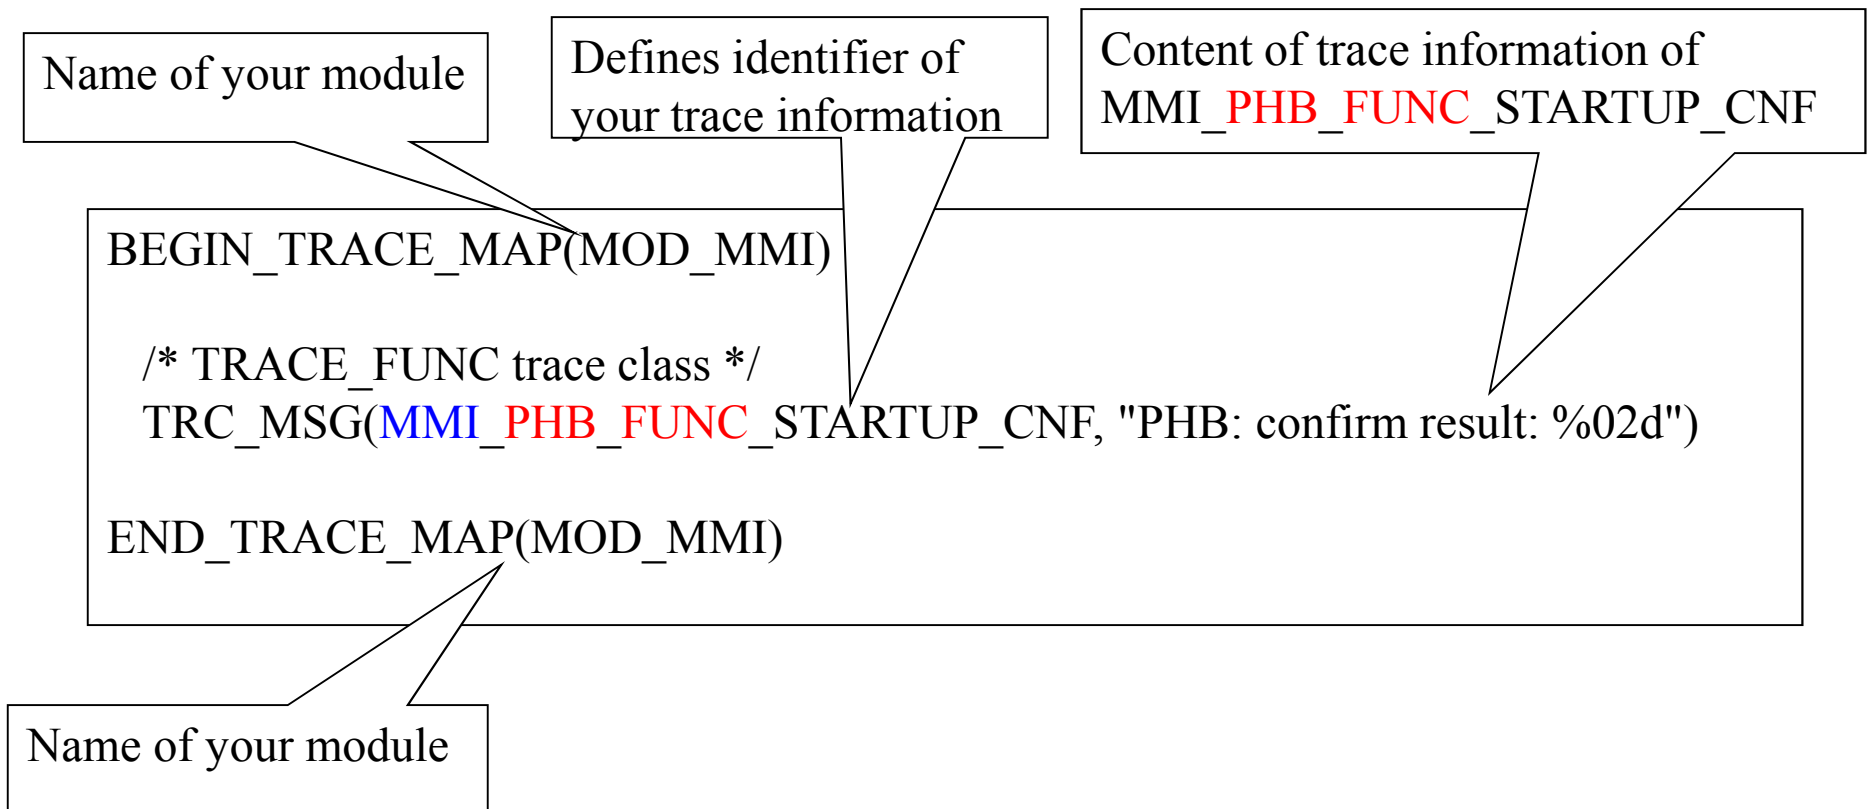 Name of your module
Defines identifier of
your trace information
Content of trace information of
MMI_PHB_FUNC_STARTUP_CNF
BEGIN_TRACE_MAP(MOD_MMI)
/* TRACE_FUNC trace class */
TRC_MSG(MMI_PHB_FUNC_STARTUP_CNF, "PHB: confirm result: %02d")
END_TRACE_MAP(MOD_MMI)
Name of your module